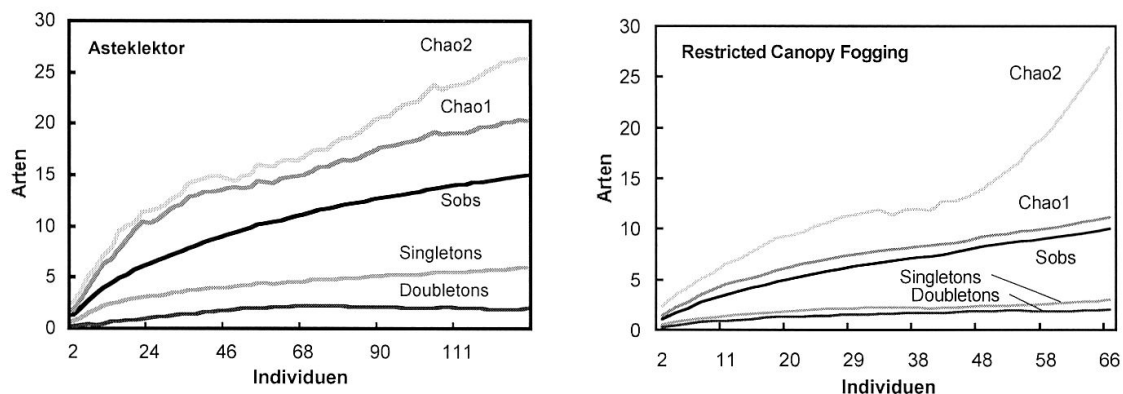 30
25
20
15
10
5
0
Arten
Asteklektor
Chao2
Chao1
Sobs
Singletons
Doubletons
2 24 46 68 90 111
Individuen
30
25
20
15
10
5
0
Arten
Restricted Canopy Fogging
Chao2
Chao1
Sobs
Singletons
Doubletons
2 11 20 29 38 48 58 66
Individuen